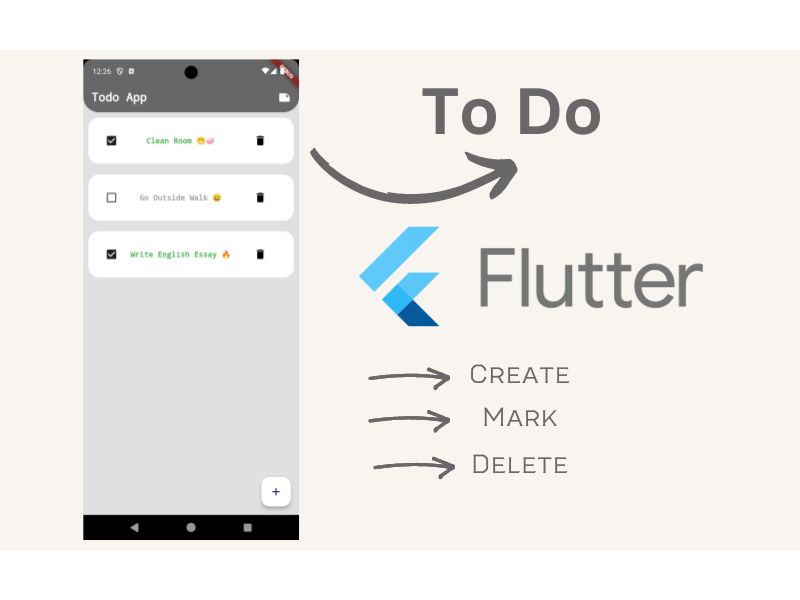 12:26
DEBUG
Todo App
Clean Room 😷🧼
Go Outside Walk 😄
Write English Essay 🔥
+
To Do
Flutter
Create
Mark
Delete